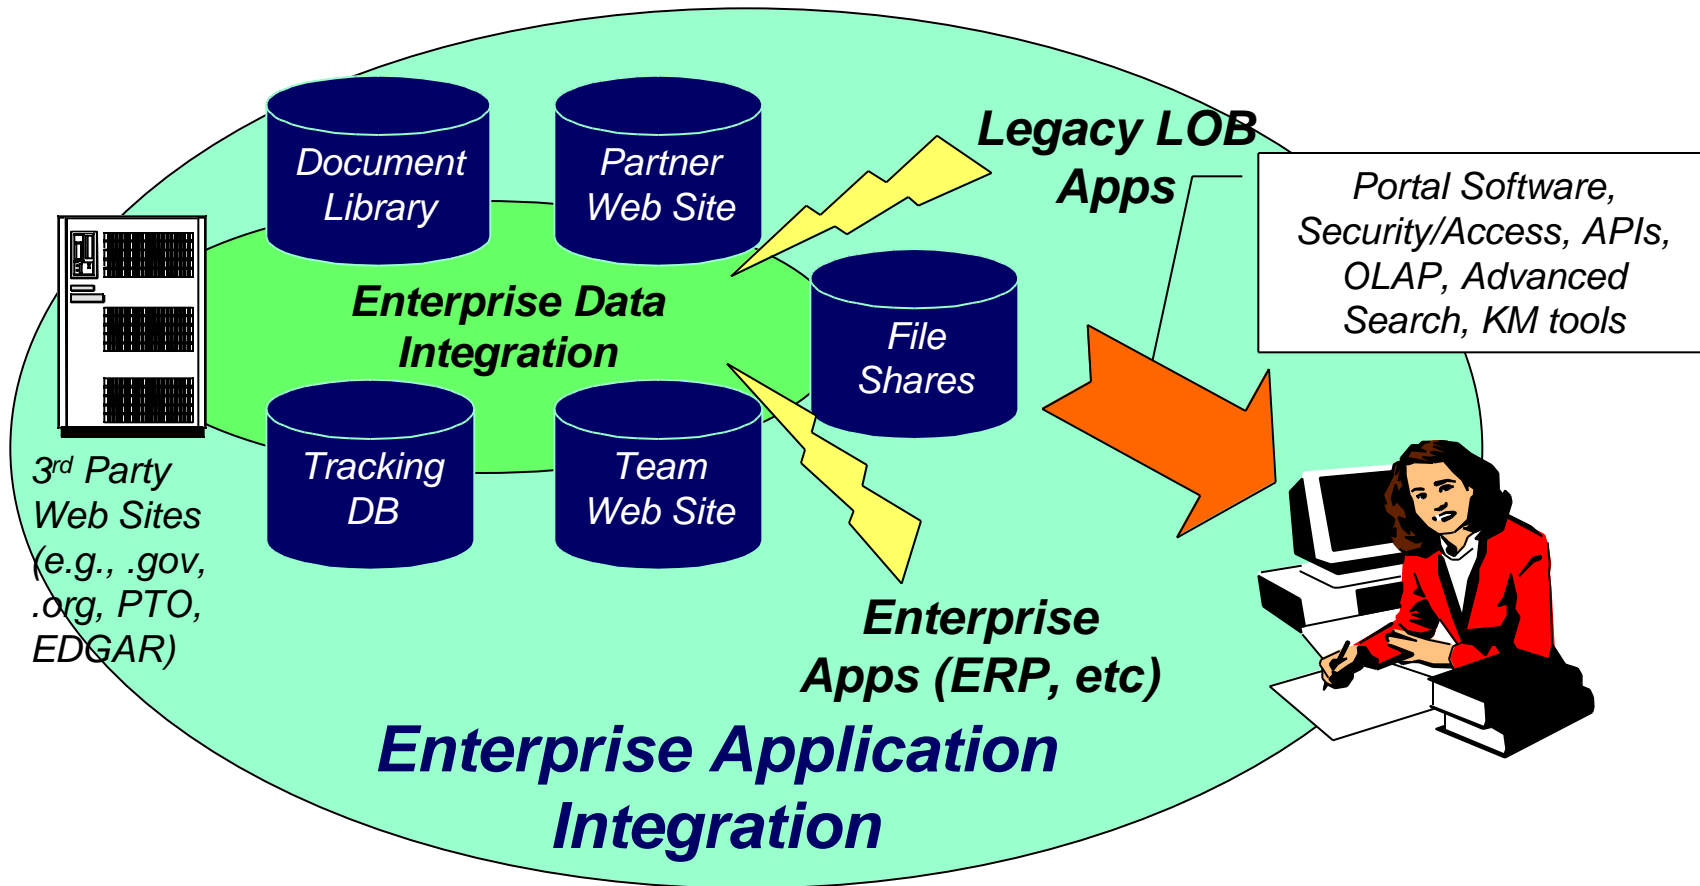 Document
Library
Partner
Web Site
Legacy LOB
Apps
Portal Software,
Security/Access, APIs,
OLAP, Advanced
Search, KM tools
Enterprise Data
Integration
File
Shares
3rd Party
Web Sites
(e.g., .gov,
.org, PTO,
EDGAR)
Tracking
DB
Team
Web Site
Enterprise
Apps (ERP, etc)
Enterprise Application
Integration